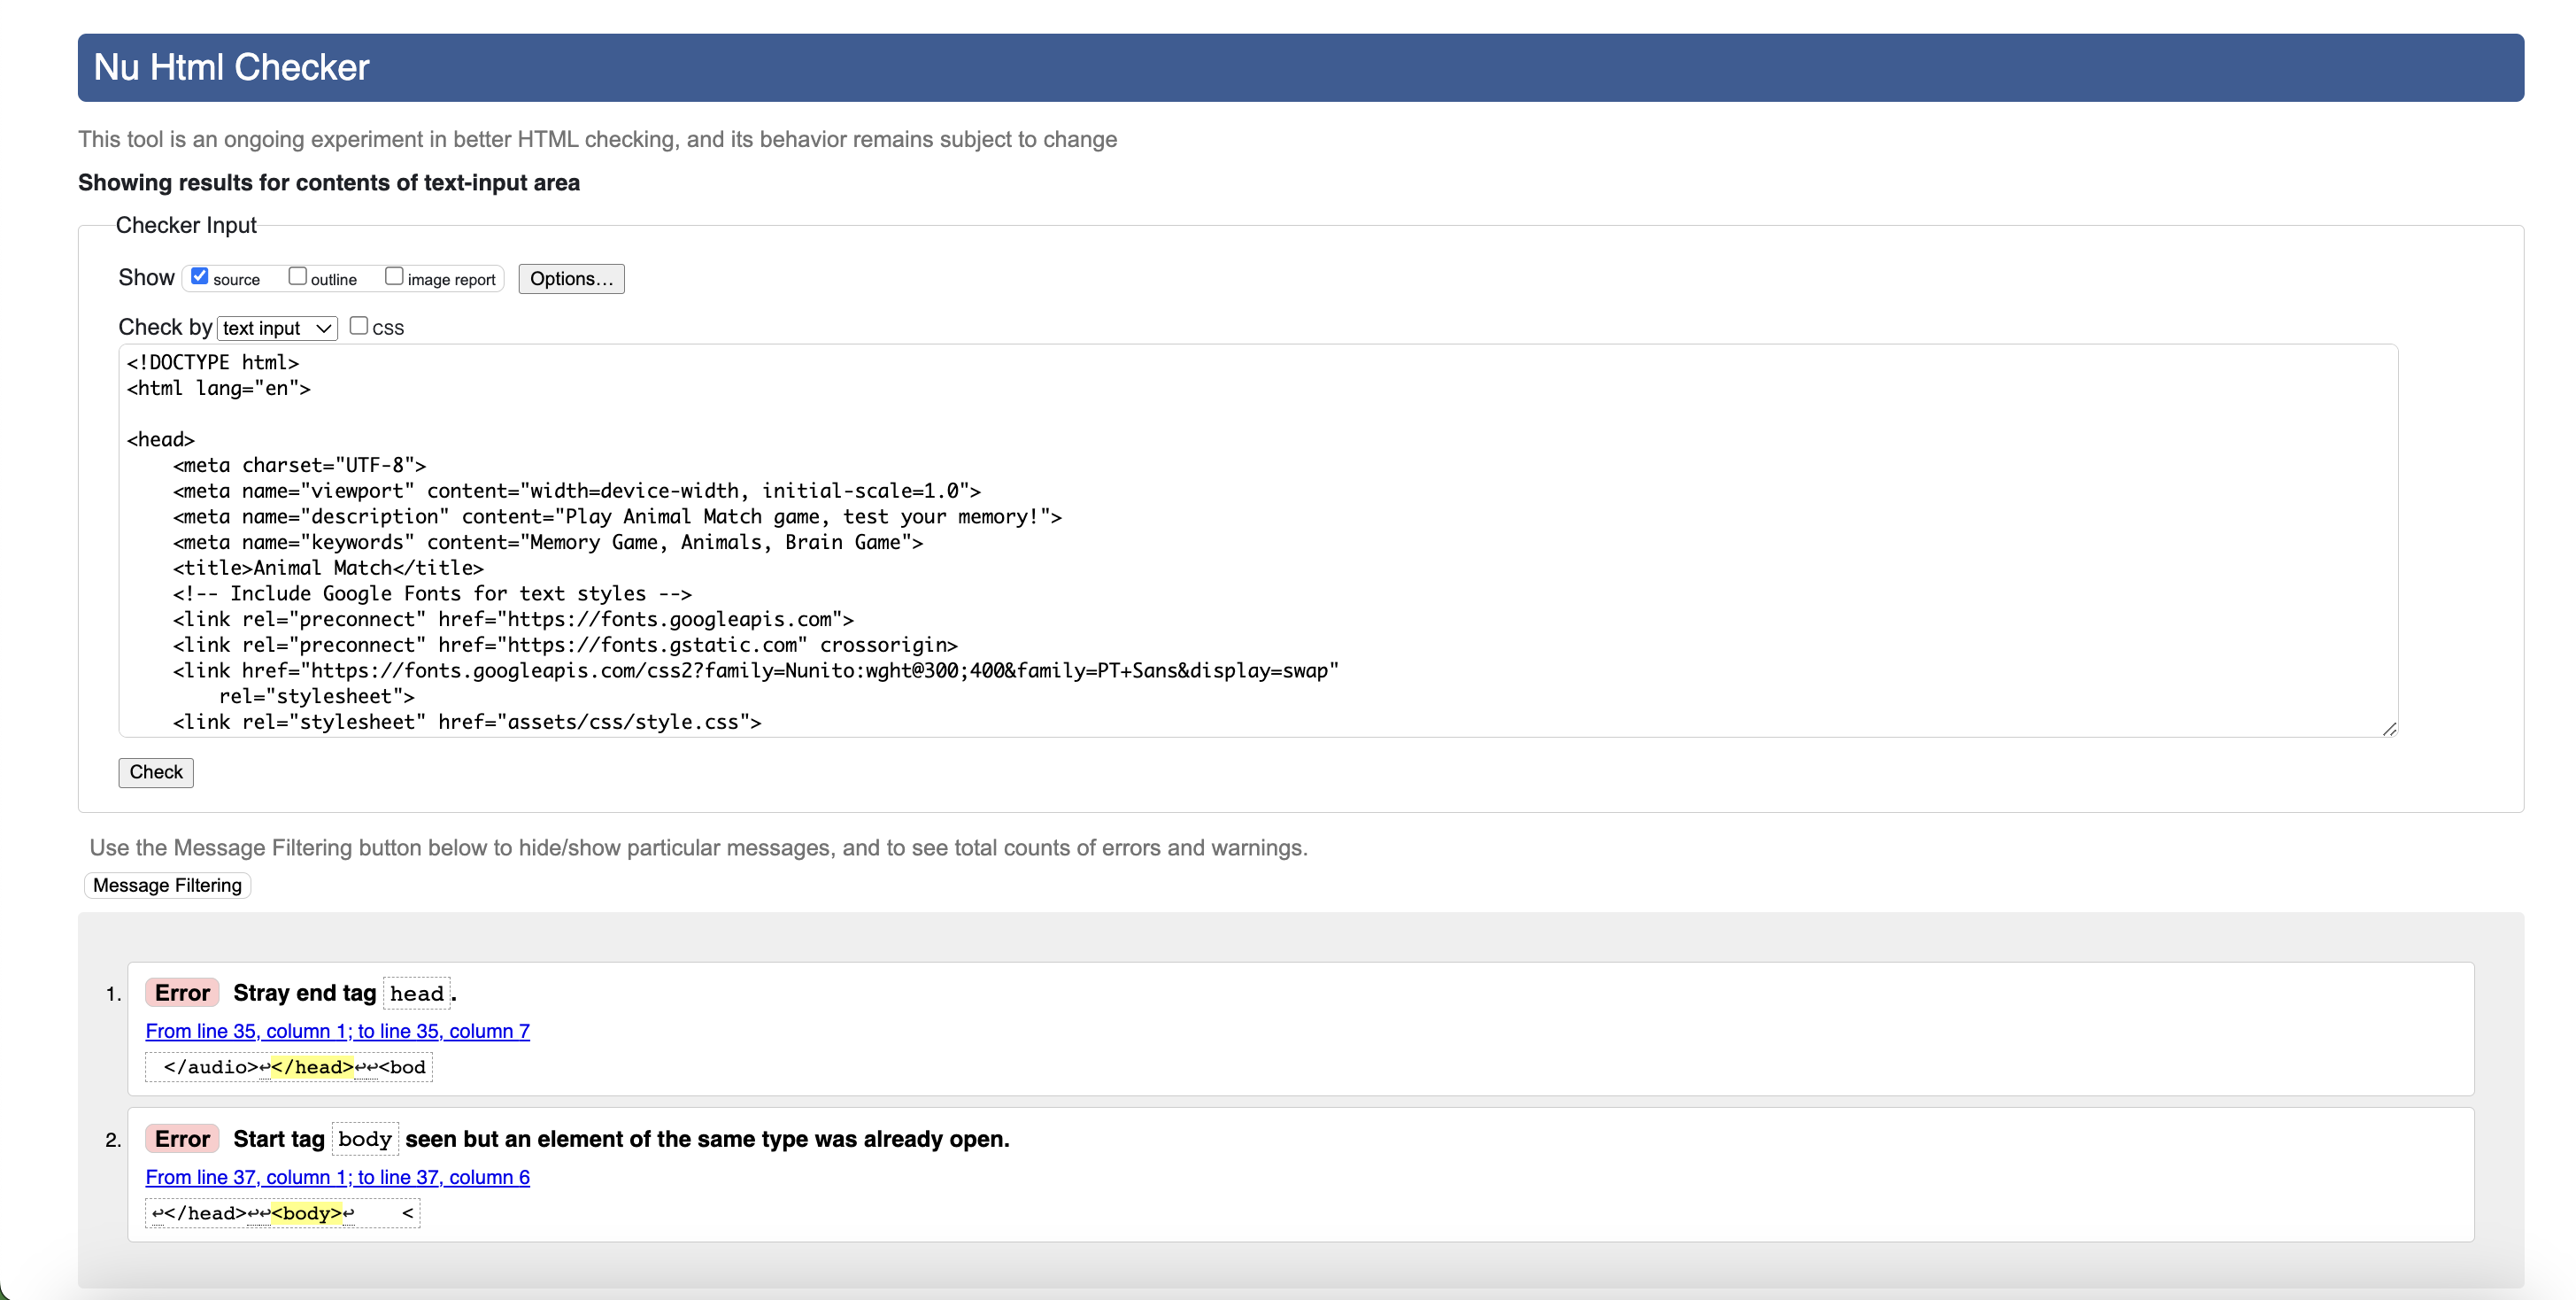 Nu Html Checker
This tool is an ongoing experiment in better HTML checking, and its behavior remains subject to change
Showing results for contents of text-input area
Checker Input
Show source outline image report Options...
Check by text input css
<!DOCTYPE html>
<html lang="en">
<head>
    <meta charset="UTF-8">
    <meta name="viewport" content="width=device-width, initial-scale=1.0">
    <meta name="description" content="Play Animal Match game, test your memory!">
    <meta name="keywords" content="Memory Game, Animals, Brain Game">
    <title>Animal Match</title>
    <!-- Include Google Fonts for text styles -->
    <link rel="preconnect" href="https://fonts.googleapis.com">
    <link rel="preconnect" href="https://fonts.gstatic.com" crossorigin>
    <link href="https://fonts.googleapis.com/css2?family=Nunito:wght@300;400&family=PT+Sans&display=swap"
        rel="stylesheet">
    <link rel="stylesheet" href="assets/css/style.css">
Check
Use the Message Filtering button below to hide/show particular messages, and to see total counts of errors and warnings.
Message Filtering
1. Error Stray end tag head.
From line 35, column 1; to line 35, column 7
</audio>↩</head>↩↩<bod
2. Error Start tag body seen but an element of the same type was already open.
From line 37, column 1; to line 37, column 6
↩</head>↩↩<body>↩    <